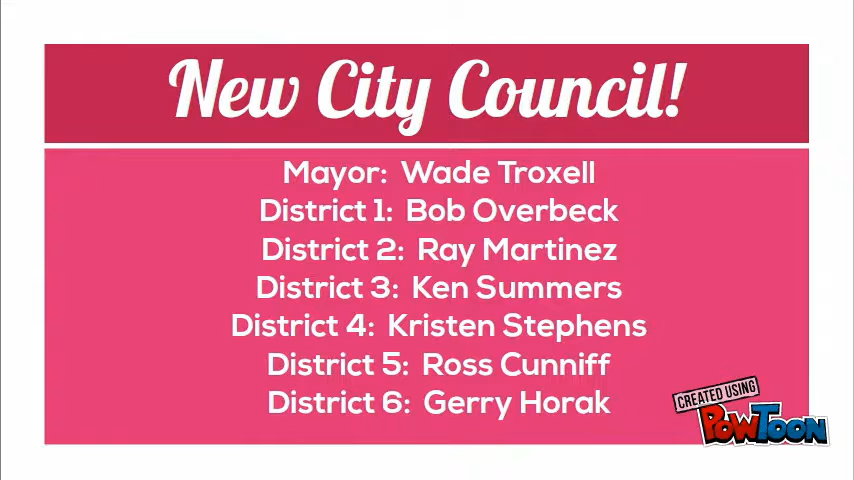 New City Council!
Mayor: Wade Troxell
District 1: Bob Overbeck
District 2: Ray Martinez
District 3: Ken Summers
District 4: Kristen Stephens
District 5: Ross Cunniff
District 6: Gerry Horak
CREATED USING
POWTOON